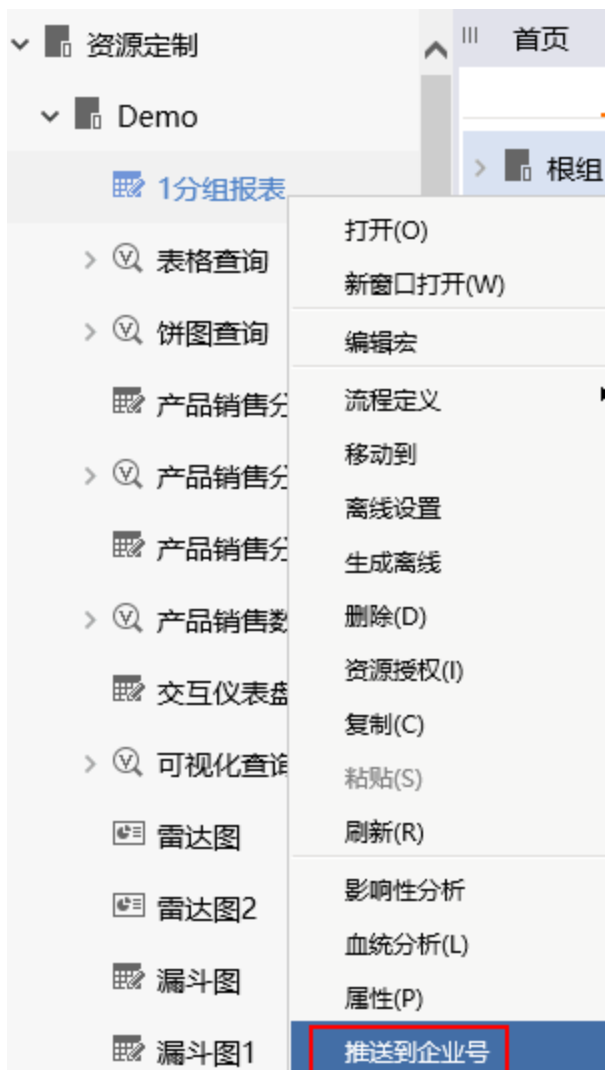 资源定制
首页
Demo
根组
1分组报表
打开(O)
表格查询
新窗口打开(W)
饼图查询
编辑宏
产品销售分
流程定义
移动到
产品销售分
离线设置
产品销售分
生成离线
产品销售数
删除(D)
资源授权(I)
交互仪表盘
复制(C)
可视化查询
粘贴(S)
雷达图
刷新(R)
影响性分析
雷达图2
血统分析(L)
漏斗图
属性(P)
漏斗图1
推送到企业号